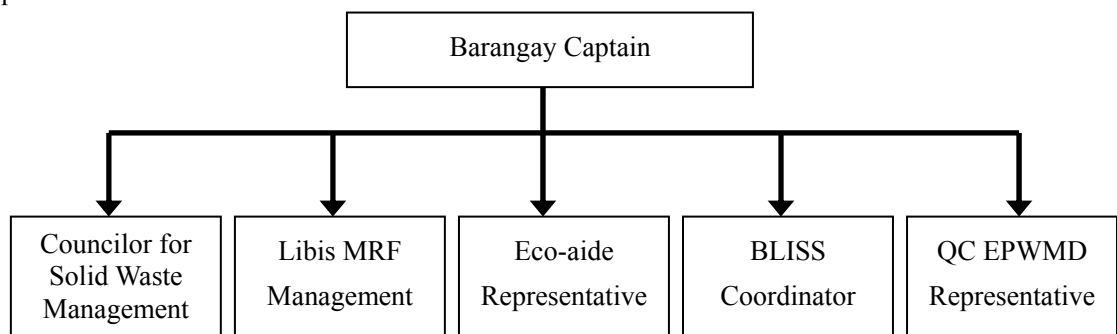 Barangay Captain
Councilor for
Solid Waste
Management
Libis MRF
Management
Eco-aide
Representative
BLISS
Coordinator
QC EPWMD
Representative